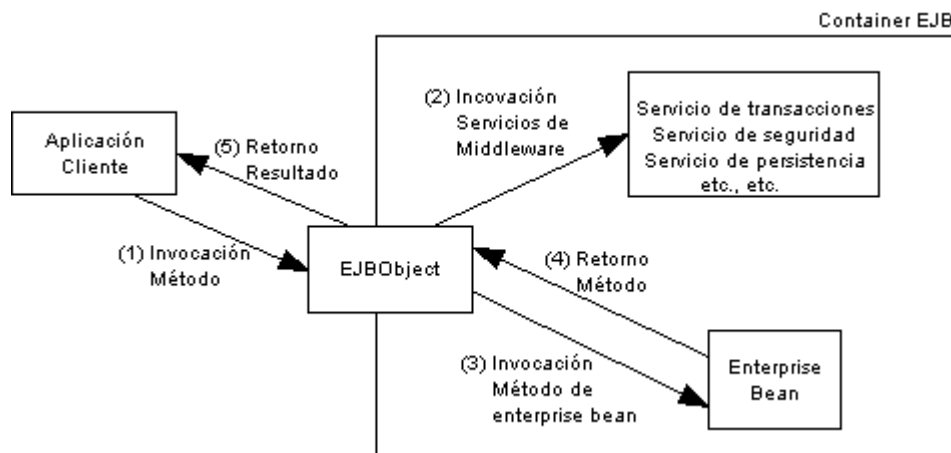 Container EJB
(2) Incovación
Servicios de
Middleware
Servicio de transacciones
Servicio de seguridad
Servicio de persistencia
etc., etc.
Aplicación
Cliente
(5) Retorno
Resultado
(1) Invocación
Método
EJBObject
(4) Retorno
Método
(3) Invocación
Método de
enterprise bean
Enterprise
Bean